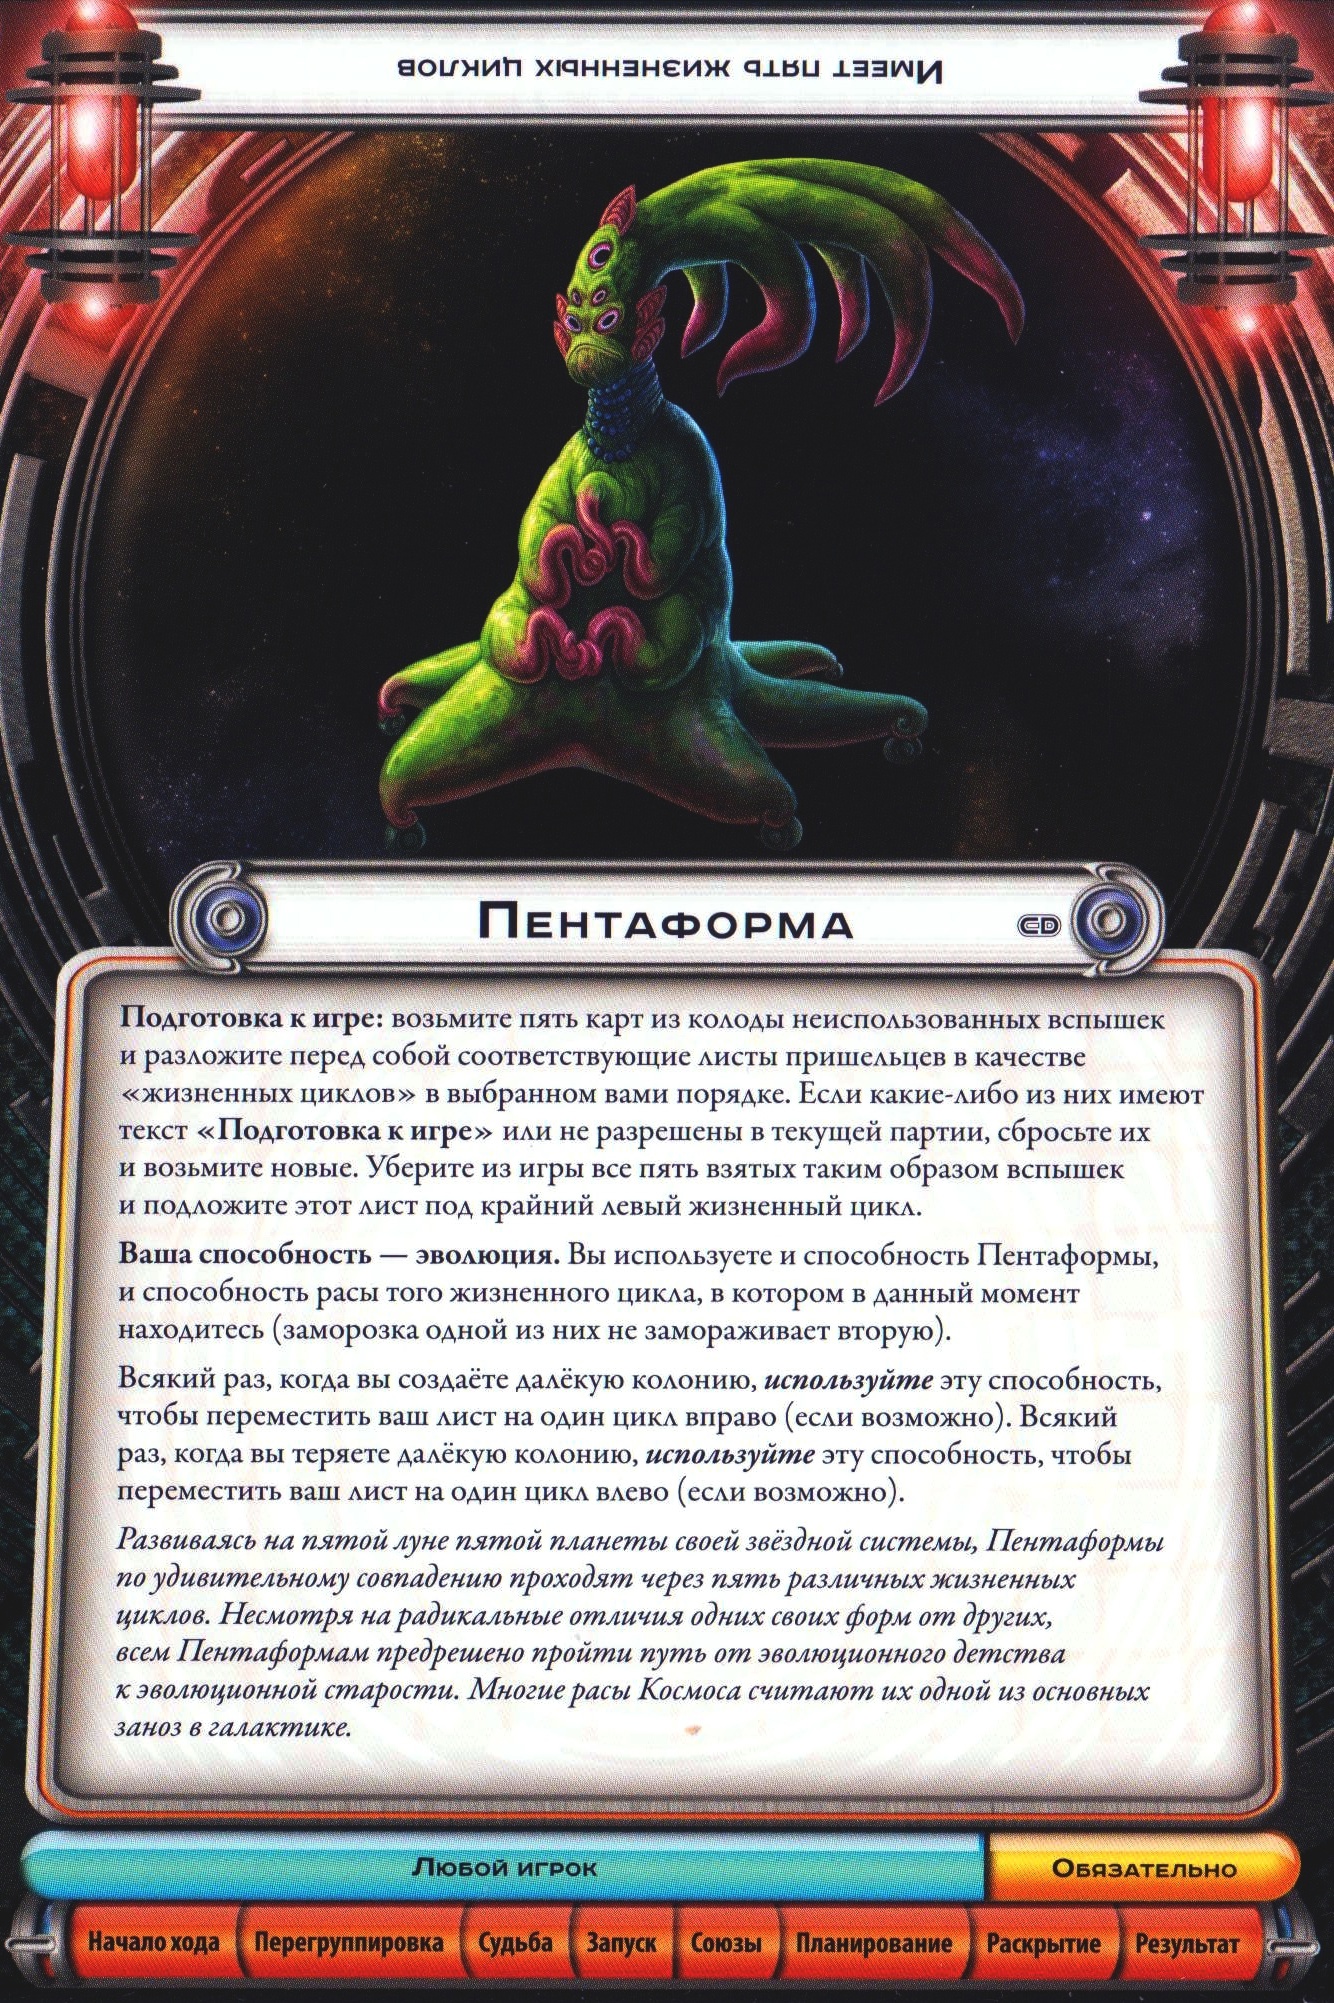 Имеет пять жизненных циклов
Пентаформа
Подготовка к игре: возьмите пять карт из колоды неиспользованных вспышек
и разложите перед собой соответствующие листы пришельцев в качестве
«жизненных циклов» в выбранном вами порядке. Если какие-либо из них имеют
текст «Подготовка к игре» или не разрешены в текущей партии, сбросьте их
и возьмите новые. Уберите из игры все пять взятых таким образом вспышек
и подложите этот лист под крайний левый жизненный цикл.
Ваша способность — эволюция. Вы используете и способность Пентаформы,
и способность расы того жизненного цикла, в котором в данный момент
находитесь (заморозка одной из них не замораживает вторую).
Всякий раз, когда вы создаёте далёкую колонию, используйте эту способность,
чтобы переместить ваш лист на один цикл вправо (если возможно). Всякий
раз, когда вы теряете далёкую колонию, используйте эту способность, чтобы
переместить ваш лист на один цикл влево (если возможно).
Развиваясь на пятой луне пятой планеты своей звёздной системы, Пентаформы
по удивительному совпадению проходят через пять различных жизненных
циклов. Несмотря на радикальные отличия одних своих форм от других,
всем Пентаформам предрешено пройти путь от эволюционного детства
к эволюционной старости. Многие расы Космоса считают их одной из основных
заноз в галактике.
Любой игрок Обязательно
Начало хода Перегруппировка Судьба Запуск Союзы Планирование Раскрытие Результат